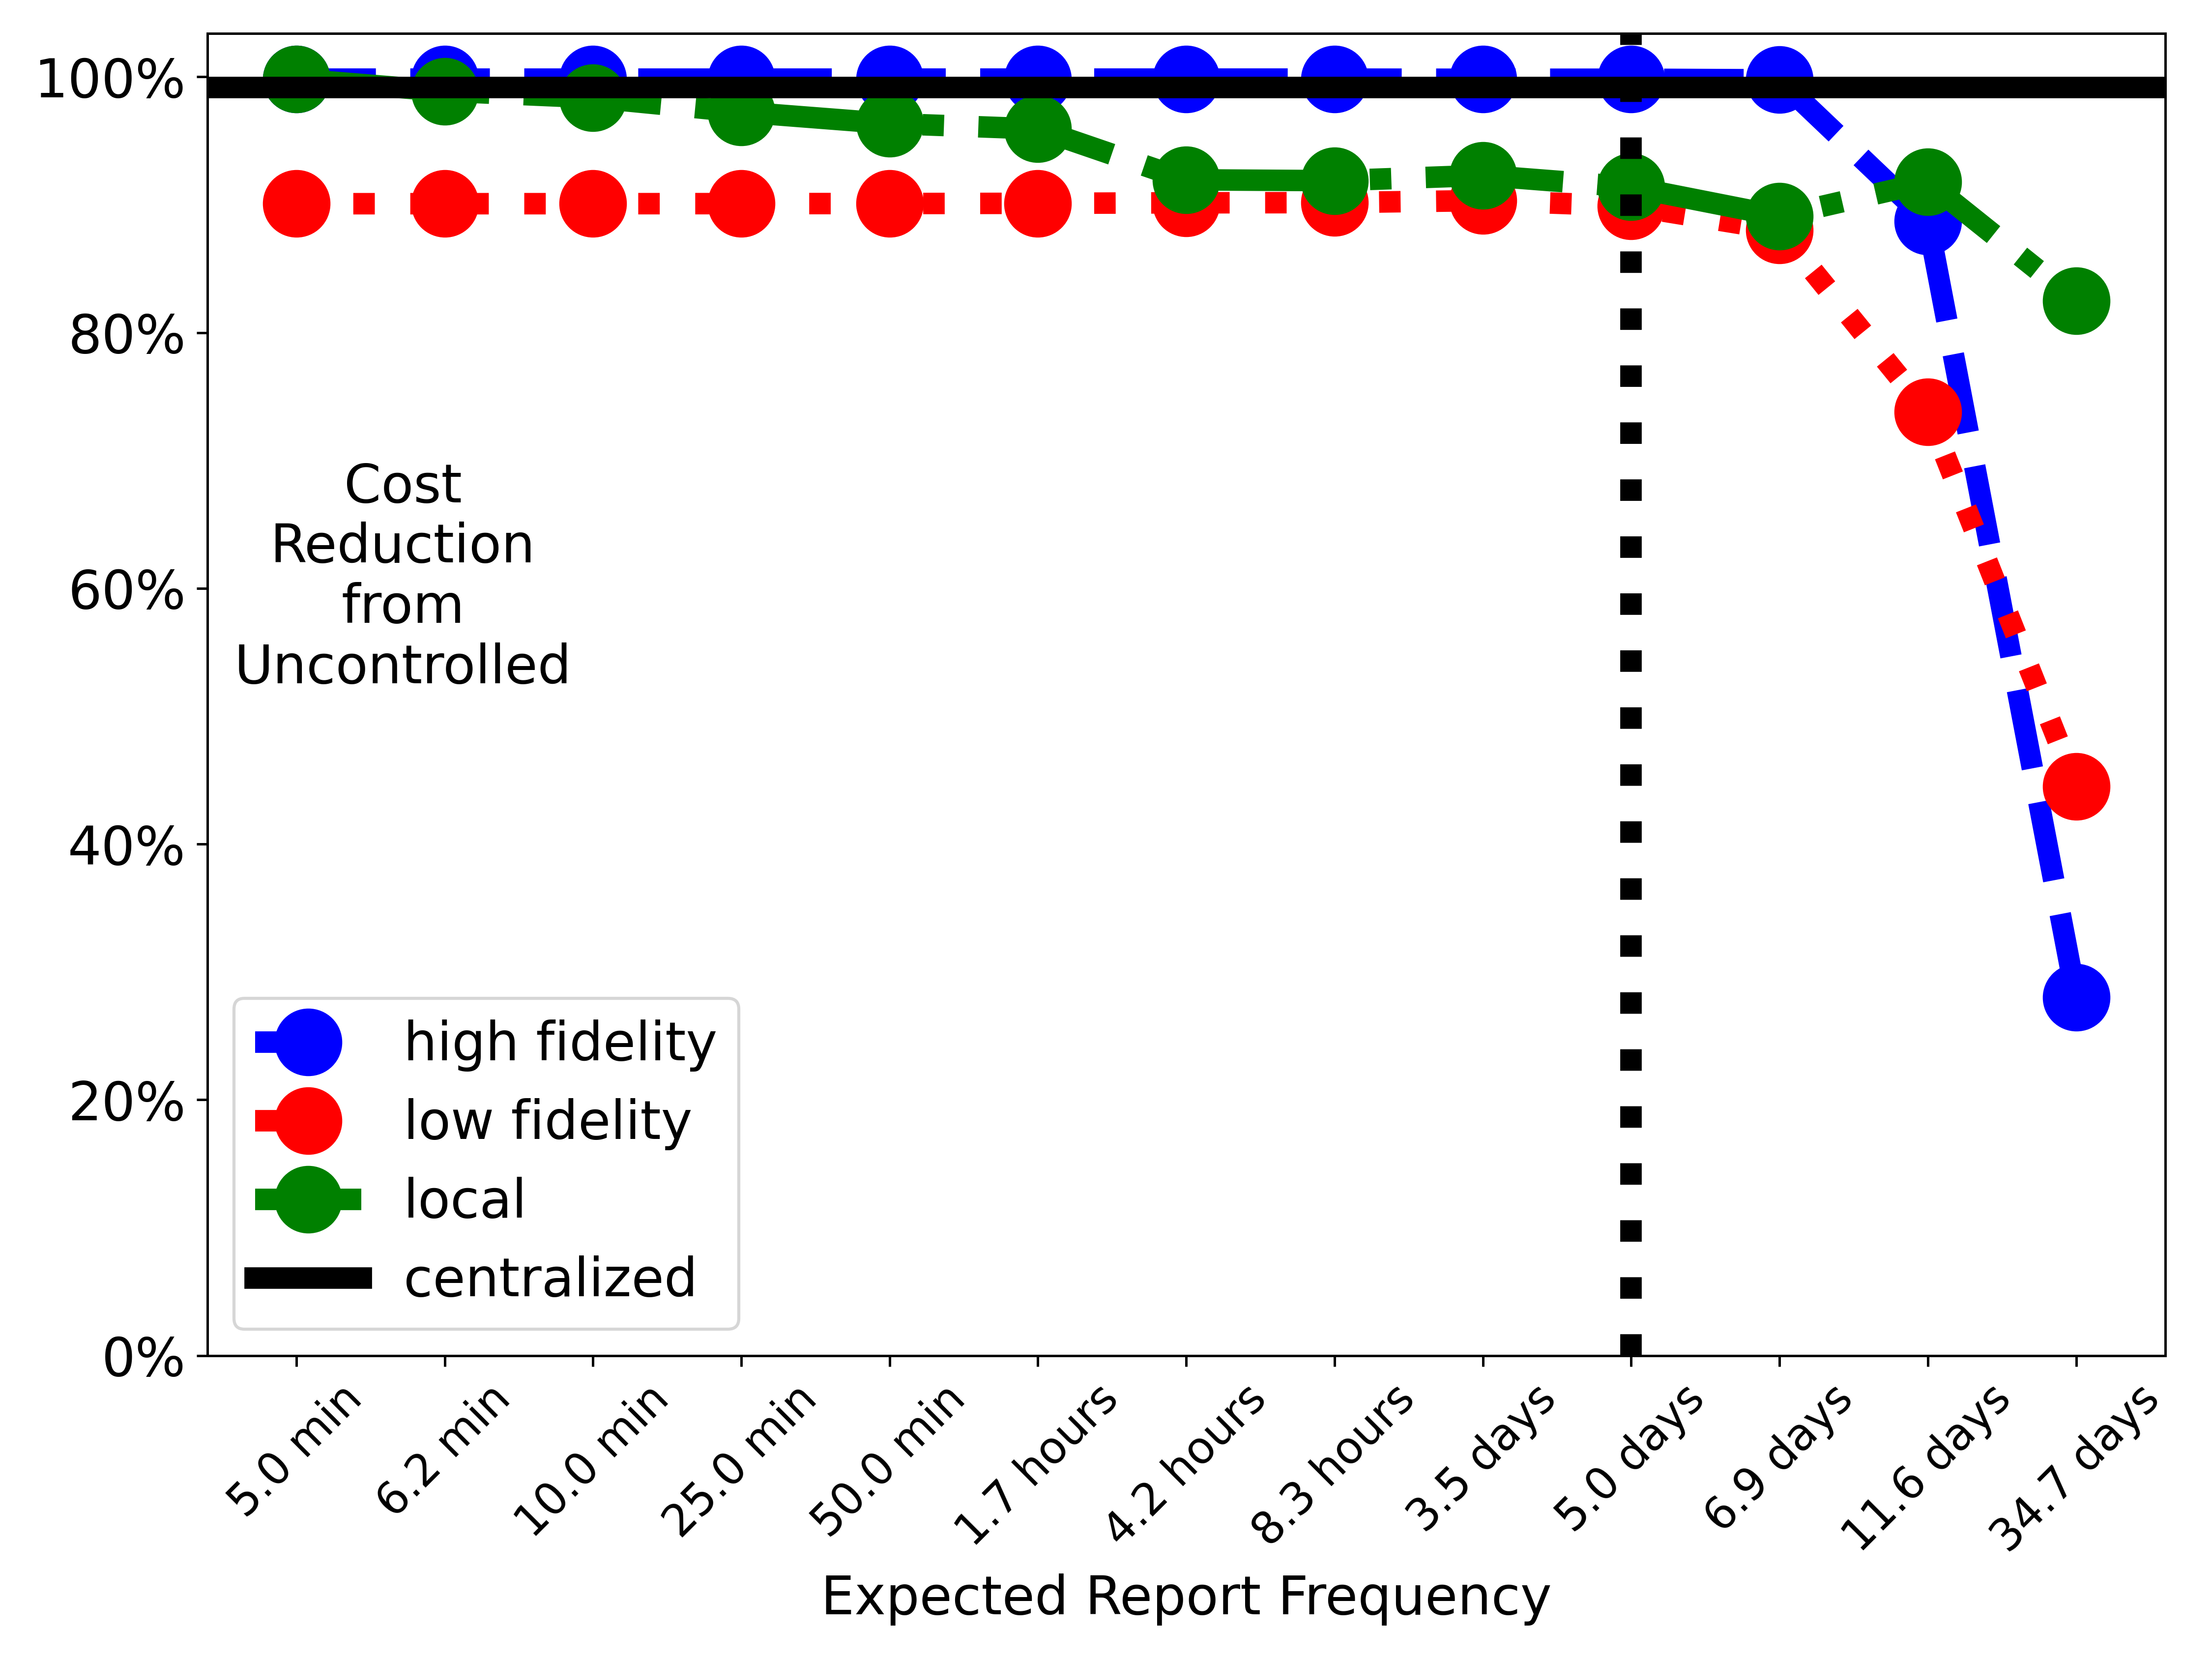 100%
80%
60%
40%
20%
0%
Cost
Reduction
from
Uncontrolled
high fidelity
low fidelity
local
centralized
5.0 min
6.2 min
10.0 min
25.0 min
50.0 min
1.7 hours
4.2 hours
8.3 hours
3.5 days
5.0 days
6.9 days
11.6 days
34.7 days
Expected Report Frequency